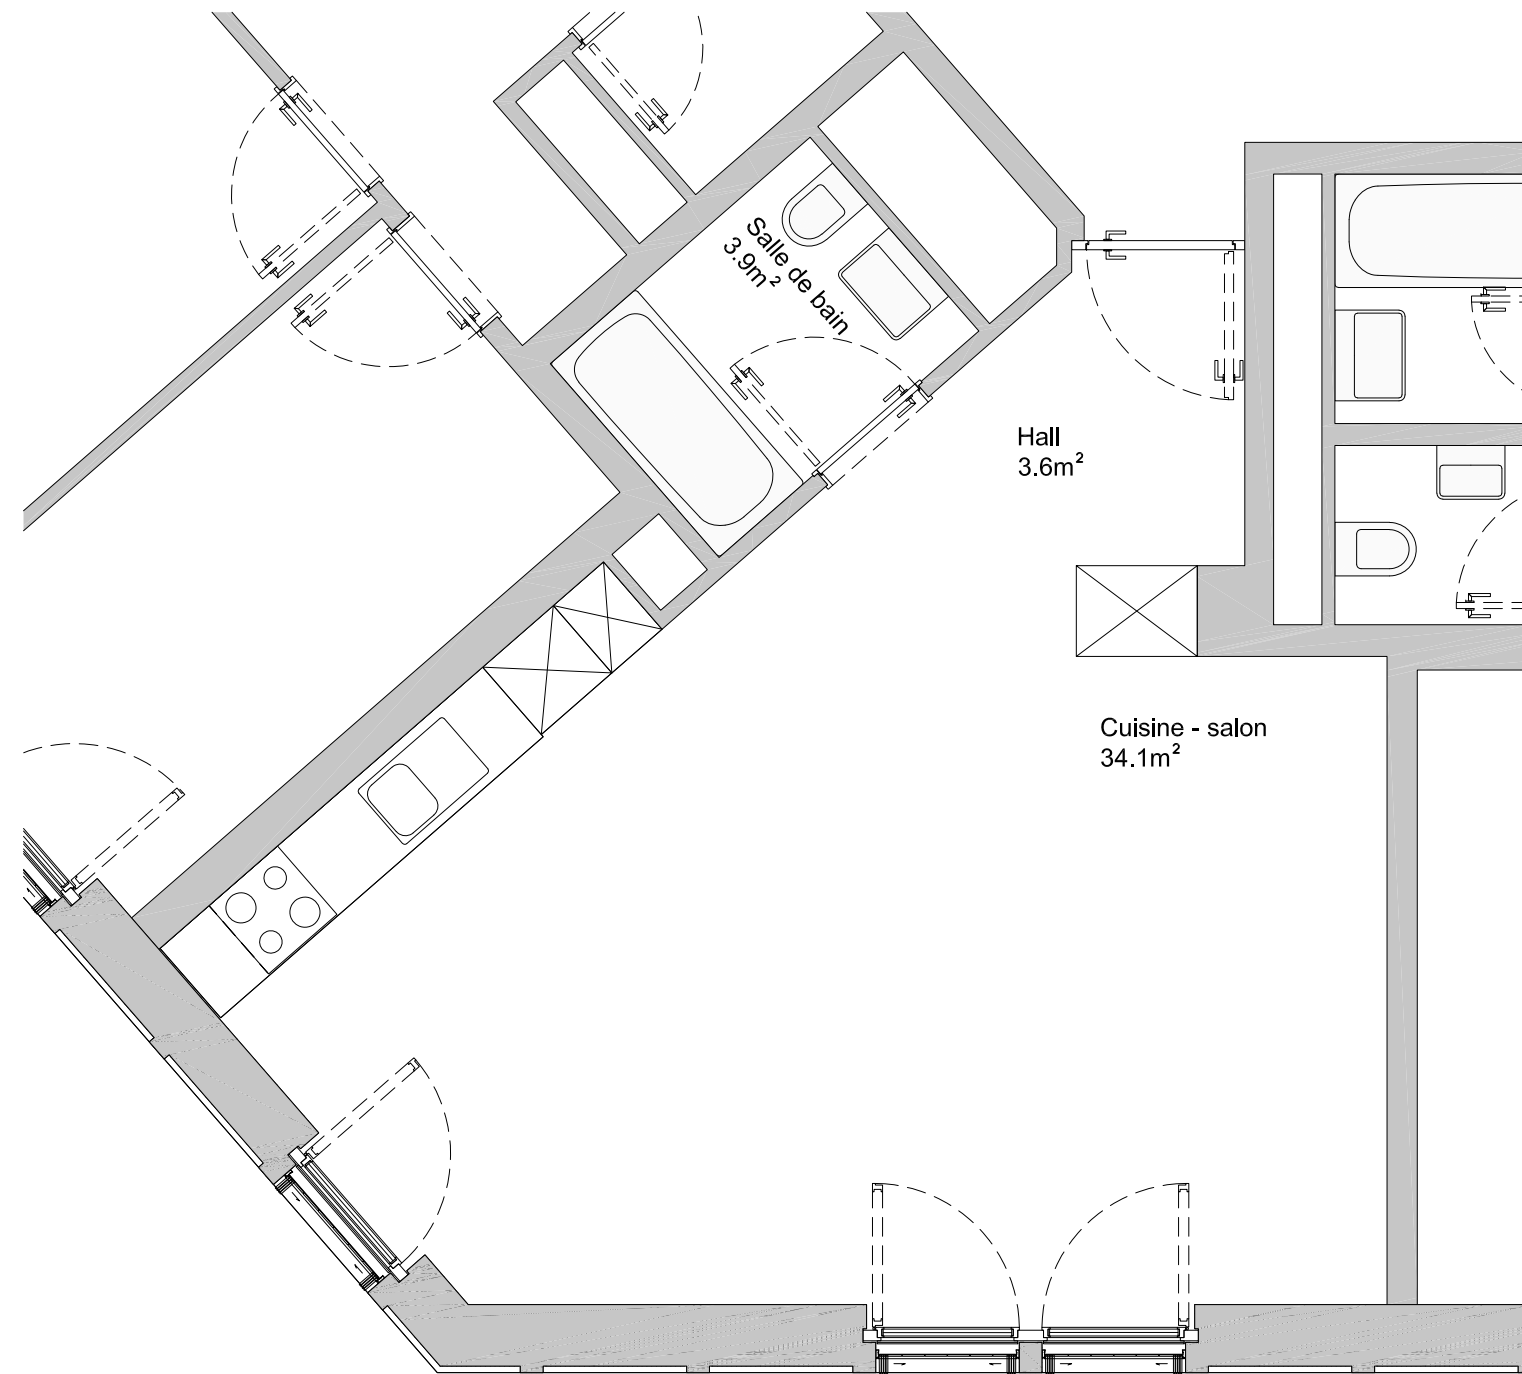 Salle de bain
3.9m²
Hall
3.6m²
Cuisine - salon
34.1m²